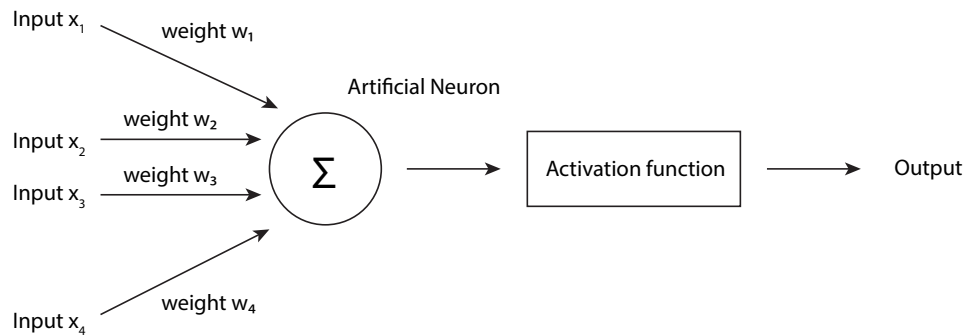 Input x₁
weight w₁
Artificial Neuron
Input x₂
weight w₂
Input x₃
weight w₃
Σ
Activation function
Output
Input x₄
weight w₄